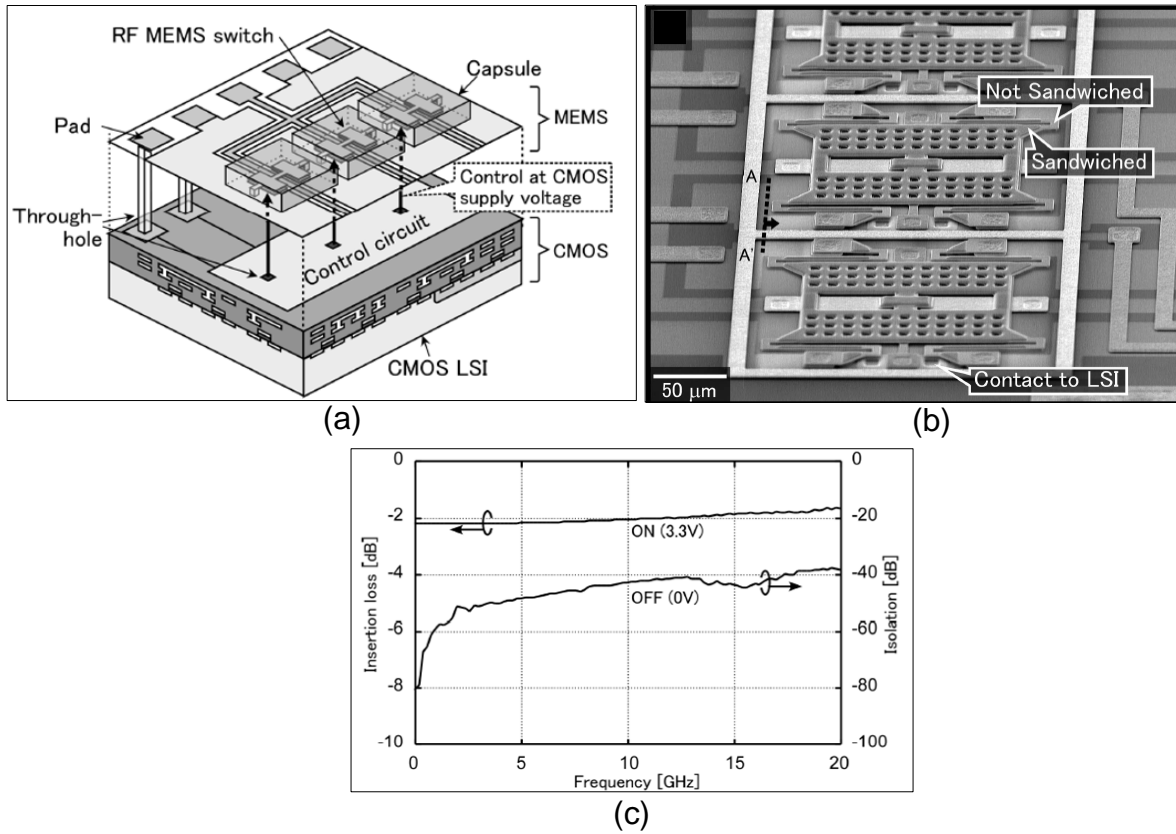 RF MEMS switch
Capsule
MEMS
Pad
Control at CMOS
supply voltage
Through-
hole
Control circuit
CMOS
CMOS LSI
(a)
Not Sandwiched
Sandwiched
A
A'
Contact to LSI
50 μm
(b)
0
-2
-4
-6
-8
-10
Insertion loss [dB]
0
-20
-40
-60
-80
-100
Isolation [dB]
ON (3.3V)
OFF (0V)
0 5 10 15 20
Frequency [GHz]
(c)